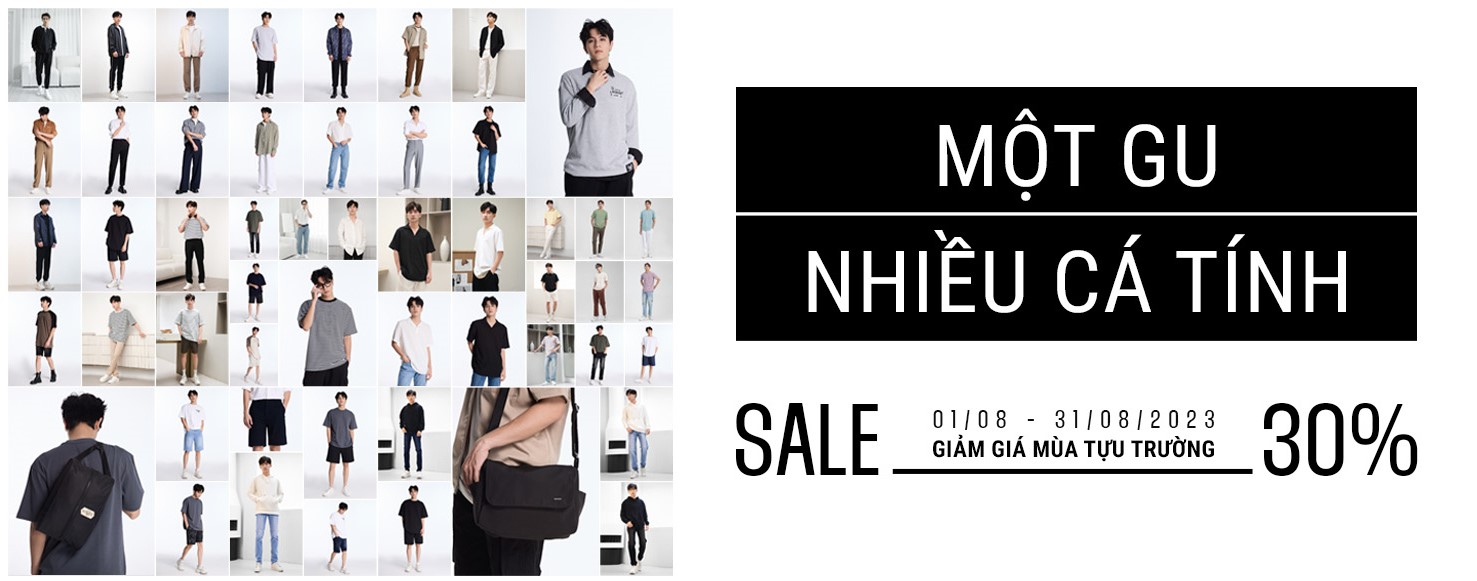 MỘT GU
NHIỀU CÁ TÍNH
SALE
01/08 - 31/08/2023
GIẢM GIÁ MÙA TỰU TRƯỜNG
30%